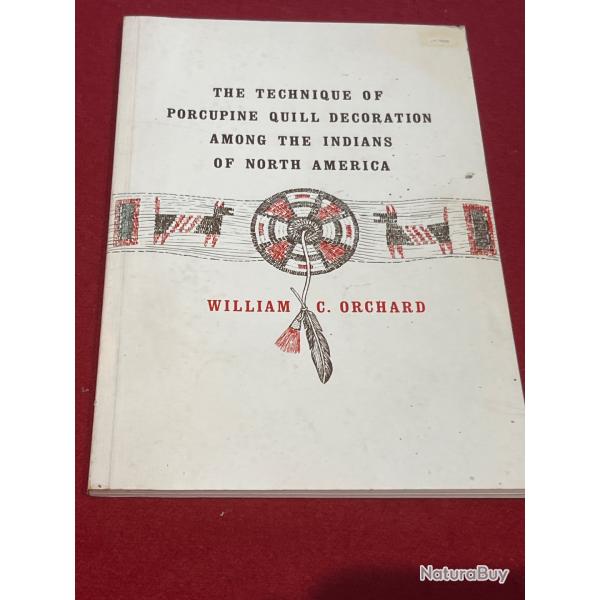 THE TECHNIQUE OF
PORCUPINE QUILL DECORATION
AMONG THE INDIANS
OF NORTH AMERICA
WILLIAM C. ORCHARD
NaturaBuy